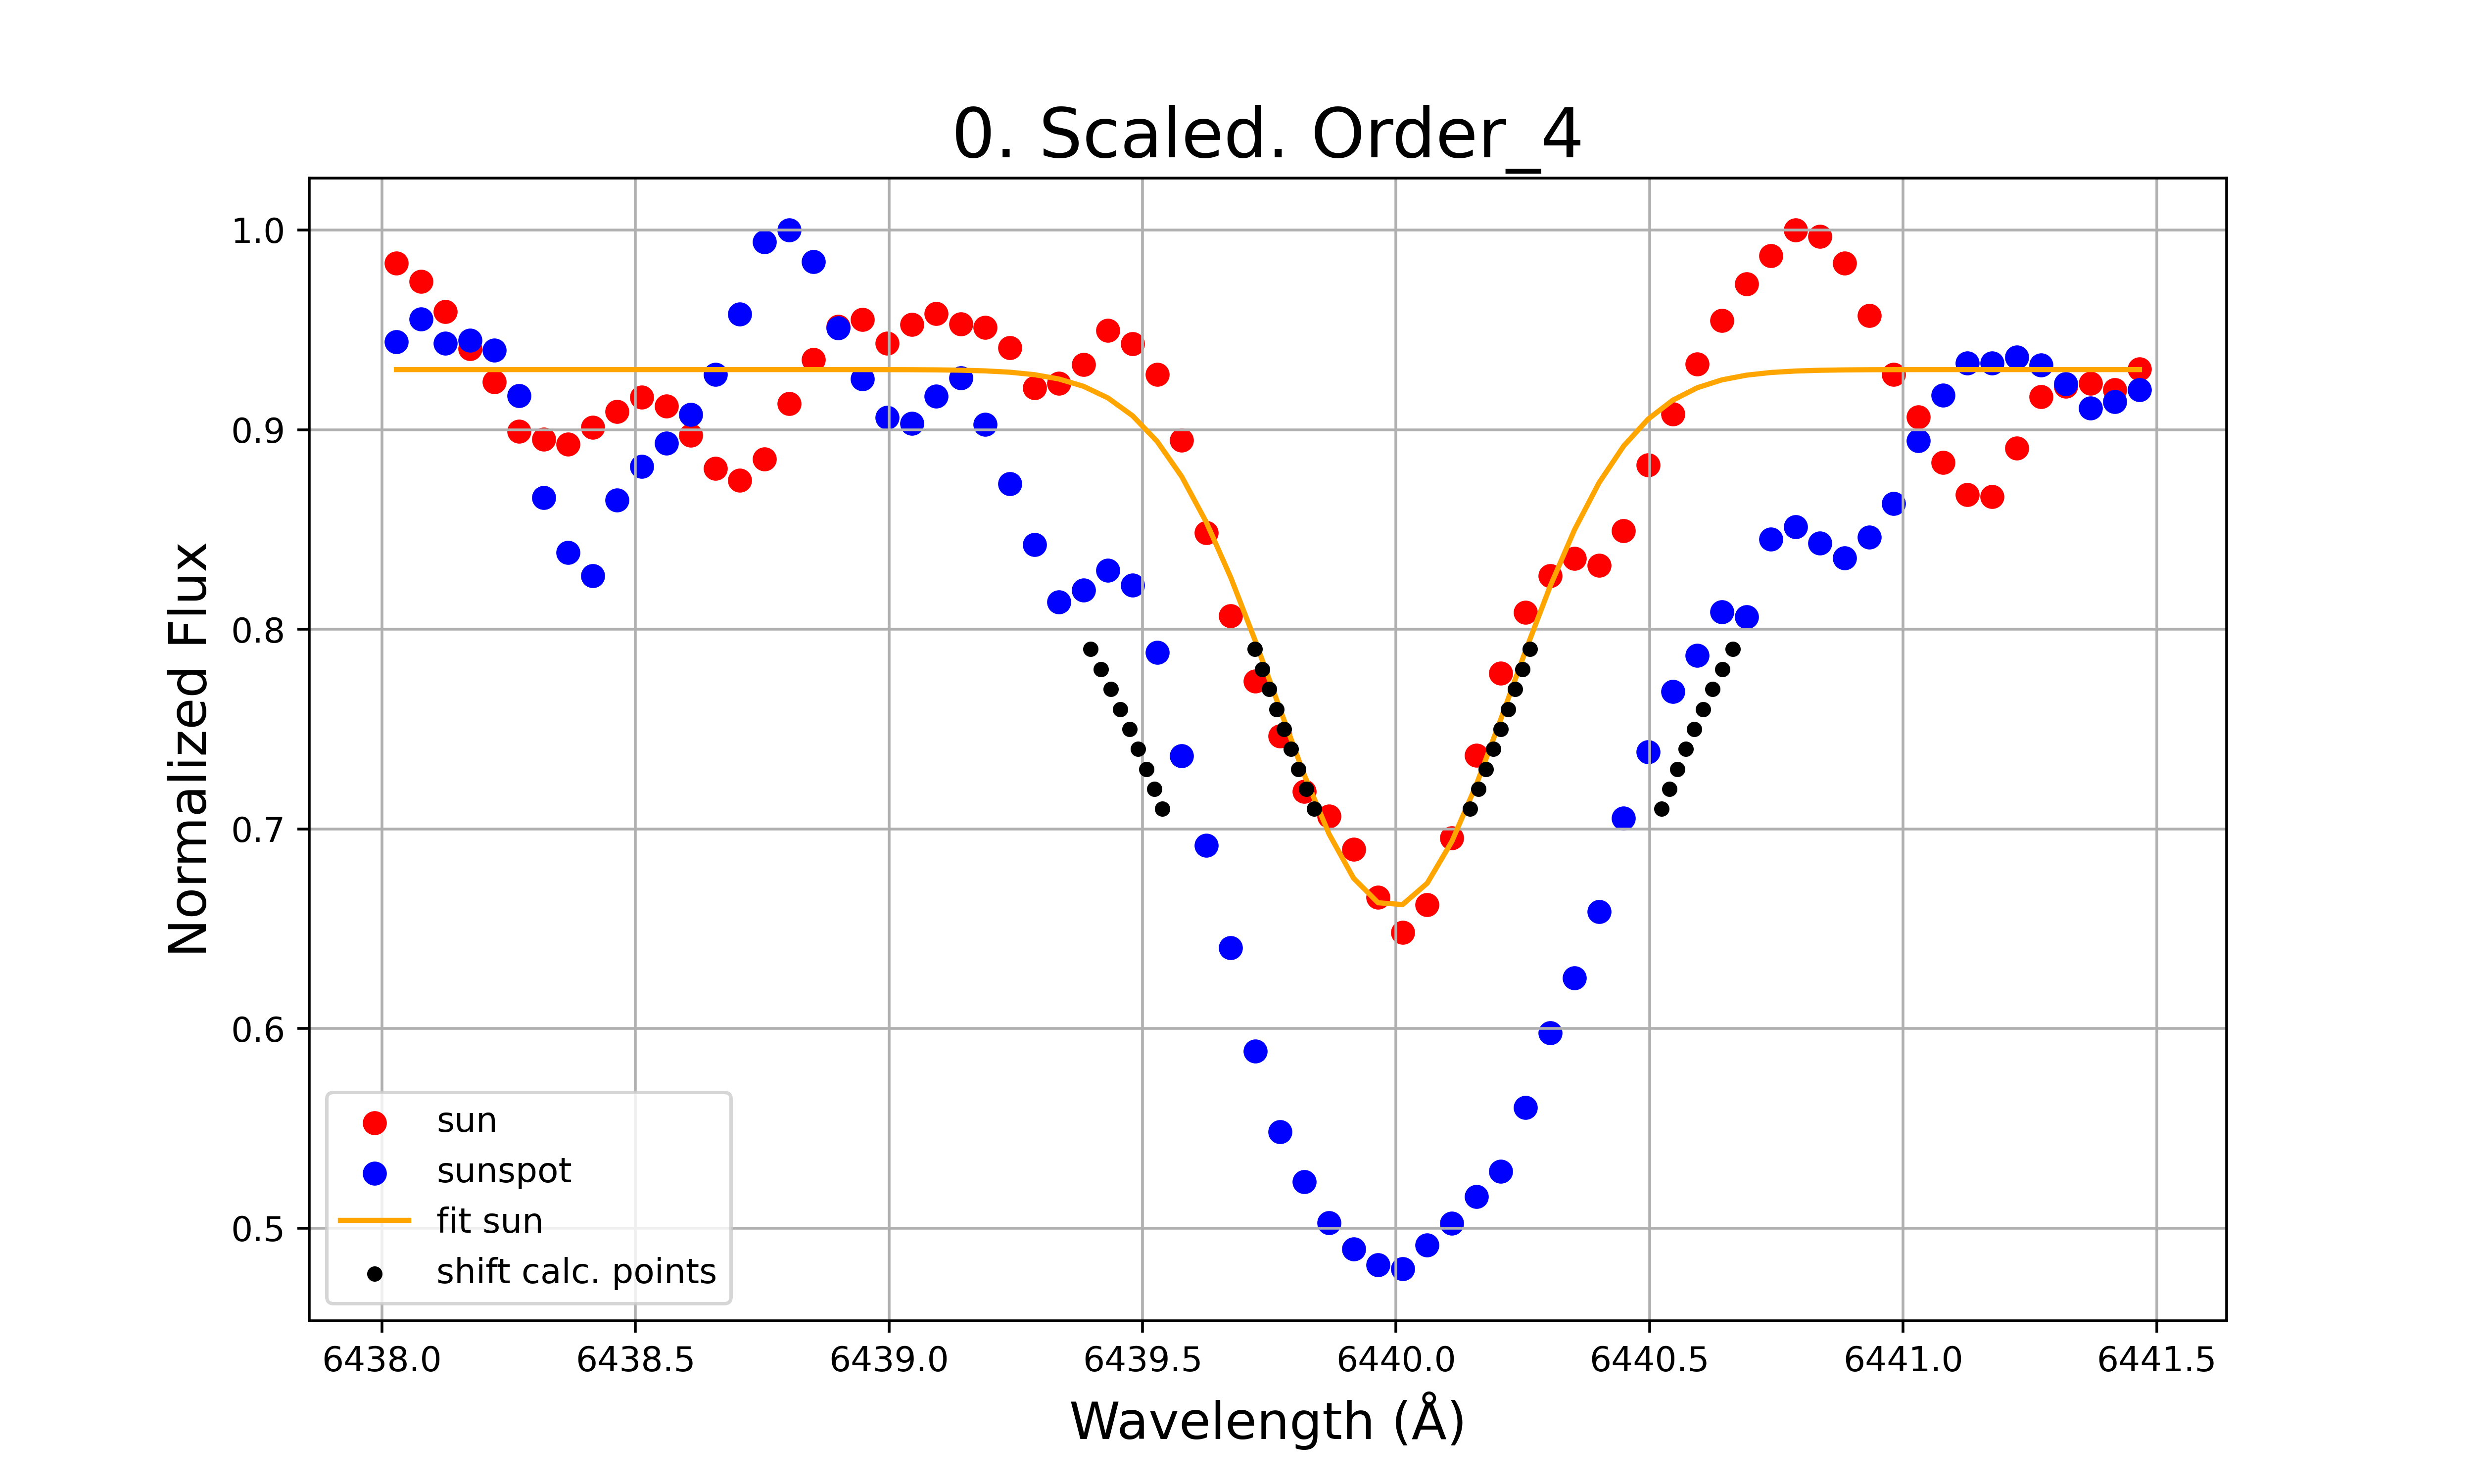 0. Scaled. Order_4
Normalized Flux
1.0
0.9
0.8
0.7
0.6
0.5
sun
sunspot
fit sun
shift calc. points
6438.0 6438.5 6439.0 6439.5 6440.0 6440.5 6441.0 6441.5
Wavelength (Å)